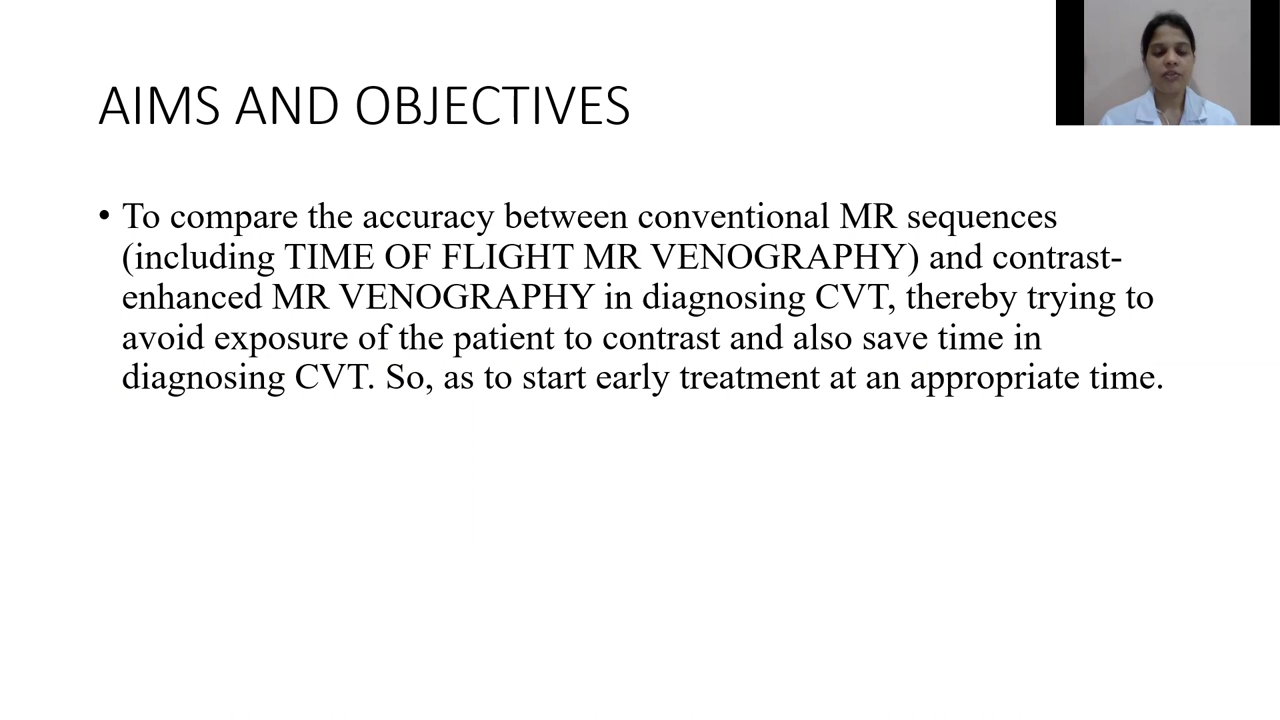 AIMS AND OBJECTIVES
• To compare the accuracy between conventional MR sequences
(including TIME OF FLIGHT MR VENOGRAPHY) and contrast-
enhanced MR VENOGRAPHY in diagnosing CVT, thereby trying to
avoid exposure of the patient to contrast and also save time in
diagnosing CVT. So, as to start early treatment at an appropriate time.